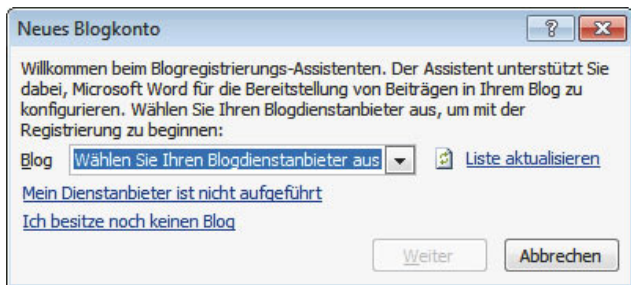 Neues Blogkonto
Willkommen beim Blogregistrierungs-Assistenten. Der Assistent unterstützt Sie
dabei, Microsoft Word für die Bereitstellung von Beiträgen in Ihrem Blog zu
konfigurieren. Wählen Sie Ihren Blogdienstanbieter aus, um mit der
Registrierung zu beginnen:
Blog Wählen Sie Ihren Blogdienstanbieter aus Liste aktualisieren
Mein Dienstanbieter ist nicht aufgeführt
Ich besitze noch keinen Blog
Weiter Abbrechen